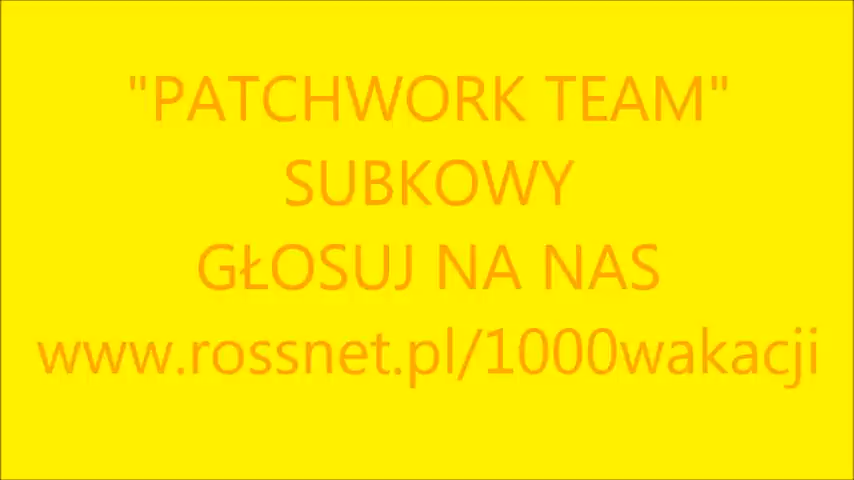 "PATCHWORK TEAM"
SUBKOWY
GŁOSUJ NA NAS
www.rossnet.pl/1000wakacji